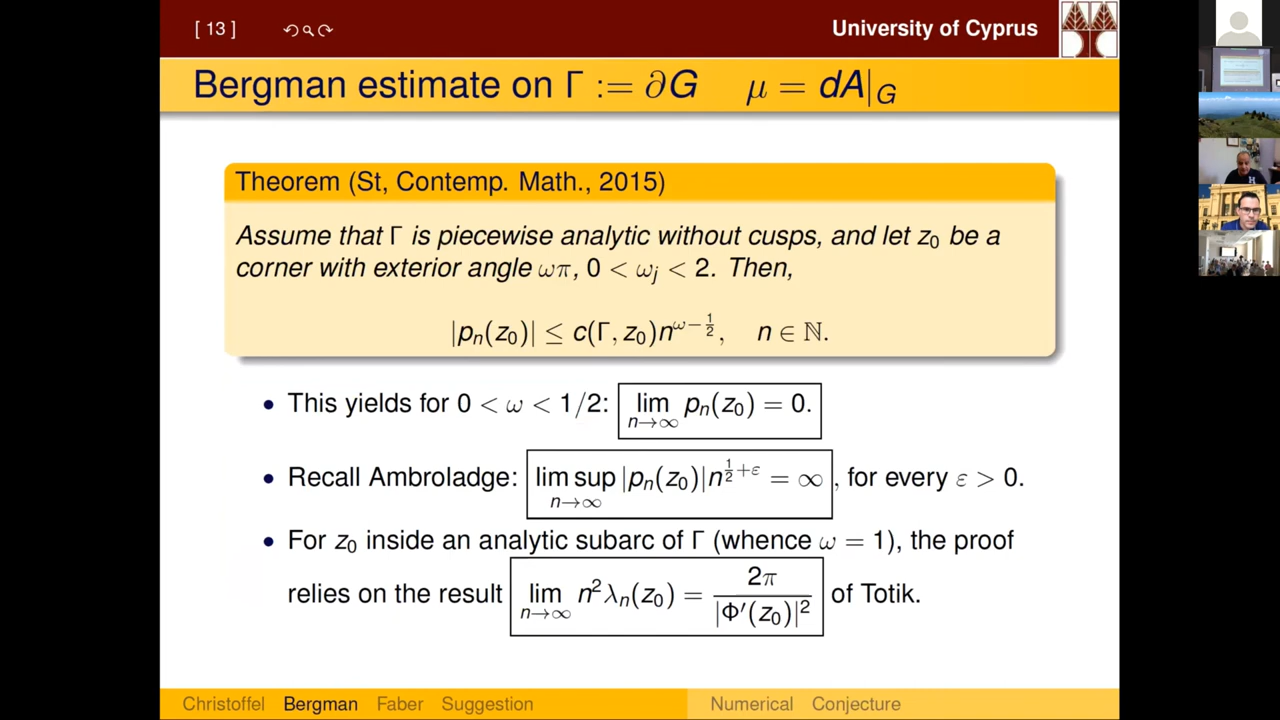 [ 13 ]
University of Cyprus
Bergman estimate on Γ := ∂G μ = dA|_G
Theorem (St, Contemp. Math., 2015)
Assume that Γ is piecewise analytic without cusps, and let z₀ be a
corner with exterior angle ωπ, 0 < ωⱼ < 2. Then,
|pₙ(z₀)| ≤ c(Γ, z₀)n^{ω−1/2}, n ∈ ℕ.
• This yields for 0 < ω < 1/2: lim_{n→∞} pₙ(z₀) = 0.
• Recall Ambroladge: lim sup_{n→∞} |pₙ(z₀)|n^{1/2+ε} = ∞, for every ε > 0.
• For z₀ inside an analytic subarc of Γ (whence ω = 1), the proof
relies on the result lim_{n→∞} n²λₙ(z₀) = 2π/|Φ′(z₀)|² of Totik.
Christoffel Bergman Faber Suggestion Numerical Conjecture